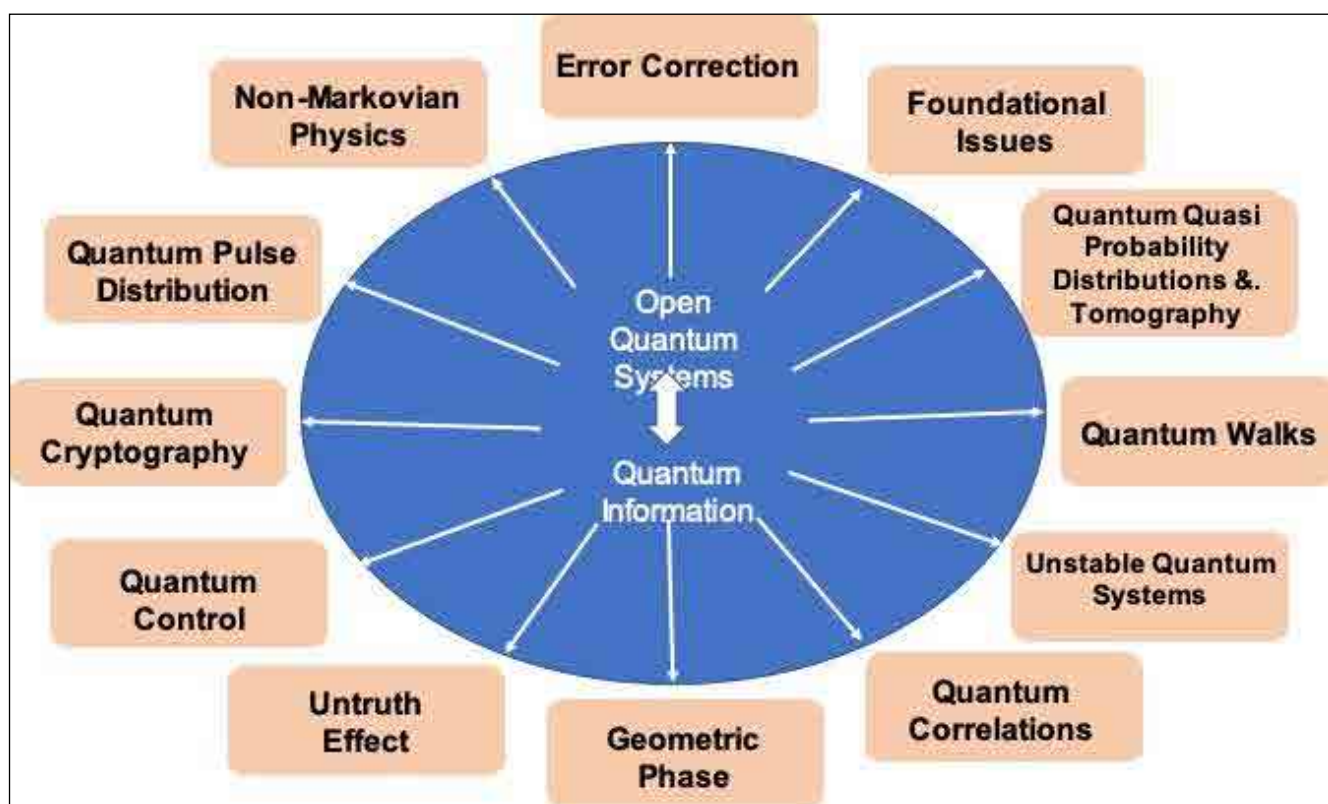 Error Correction
Non-Markovian
Physics
Foundational
Issues
Quantum Quasi
Probability
Distributions &.
Tomography
Quantum Pulse
Distribution
Open
Quantum
Systems
Quantum
Cryptography
Quantum Walks
Quantum
Information
Quantum
Control
Unstable Quantum
Systems
Untruth
Effect
Geometric
Phase
Quantum
Correlations